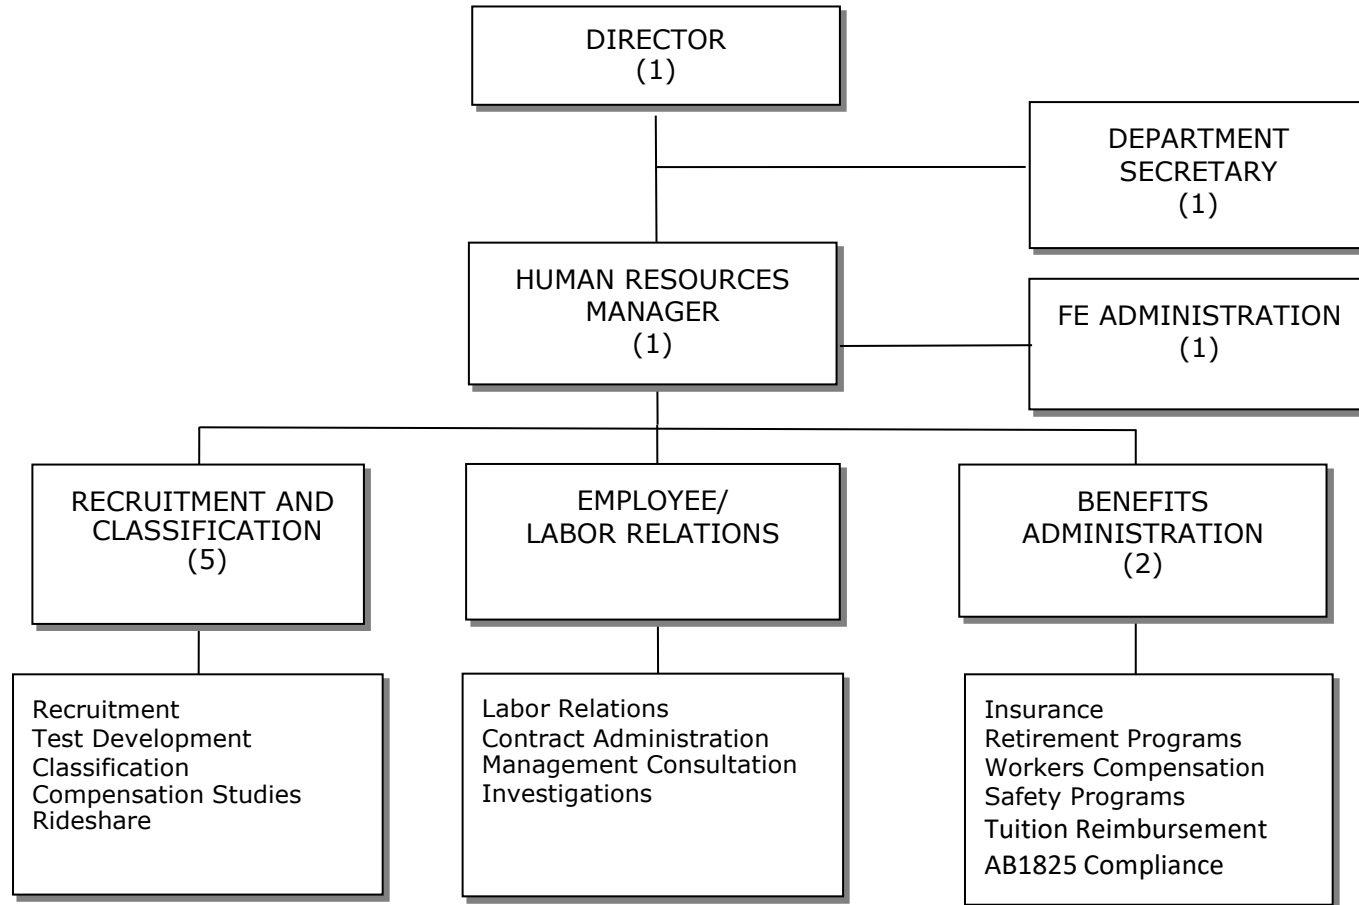 DIRECTOR
(1)
DEPARTMENT
SECRETARY
(1)
HUMAN RESOURCES
MANAGER
(1)
FE ADMINISTRATION
(1)
RECRUITMENT AND
CLASSIFICATION
(5)
EMPLOYEE/
LABOR RELATIONS
BENEFITS
ADMINISTRATION
(2)
Recruitment
Test Development
Classification
Compensation Studies
Rideshare
Labor Relations
Contract Administration
Management Consultation
Investigations
Insurance
Retirement Programs
Workers Compensation
Safety Programs
Tuition Reimbursement
AB1825 Compliance